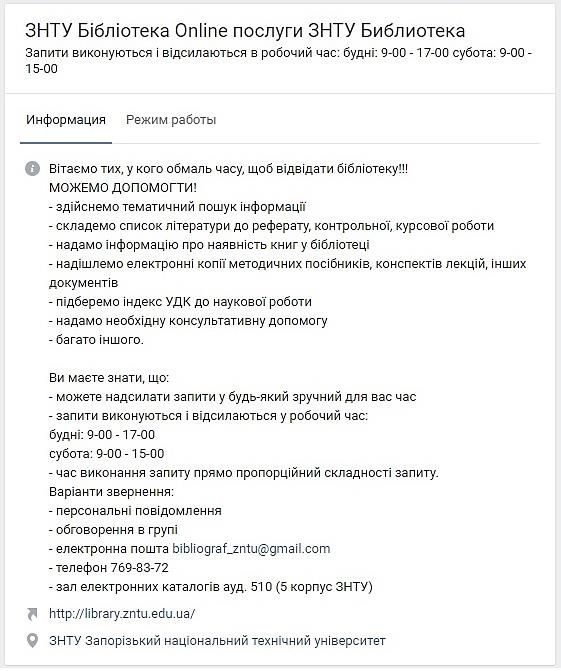 ЗНТУ Бібліотека Online послуги ЗНТУ Библиотека
Запити виконуються і відсилаються в робочий час: будні: 9-00 - 17-00 субота: 9-00 -
15-00
Информация Режим работы
Вітаємо тих, у кого обмаль часу, щоб відвідати бібліотеку!!!
МОЖЕМО ДОПОМОГТИ!
- здійснемо тематичний пошук інформації
- складемо список літератури до реферату, контрольної, курсової роботи
- надамо інформацію про наявність книг у бібліотеці
- надішлемо електронні копії методичних посібників, конспектів лекцій, інших
документів
- підберемо індекс УДК до наукової роботи
- надамо необхідну консультативну допомогу
- багато іншого.
Ви маєте знати, що:
- можете надсилати запити у будь-який зручний для вас час
- запити виконуються і відсилаються у робочий час:
будні: 9-00 - 17-00
субота: 9-00 - 15-00
- час виконання запиту прямо пропорційний складності запиту.
Варіанти звернення:
- персональні повідомлення
- обговорення в групі
- електронна пошта bibliograf_zntu@gmail.com
- телефон 769-83-72
- зал електронних каталогів ауд. 510 (5 корпус ЗНТУ)
http://library.zntu.edu.ua/
ЗНТУ Запорізький національний технічний університет